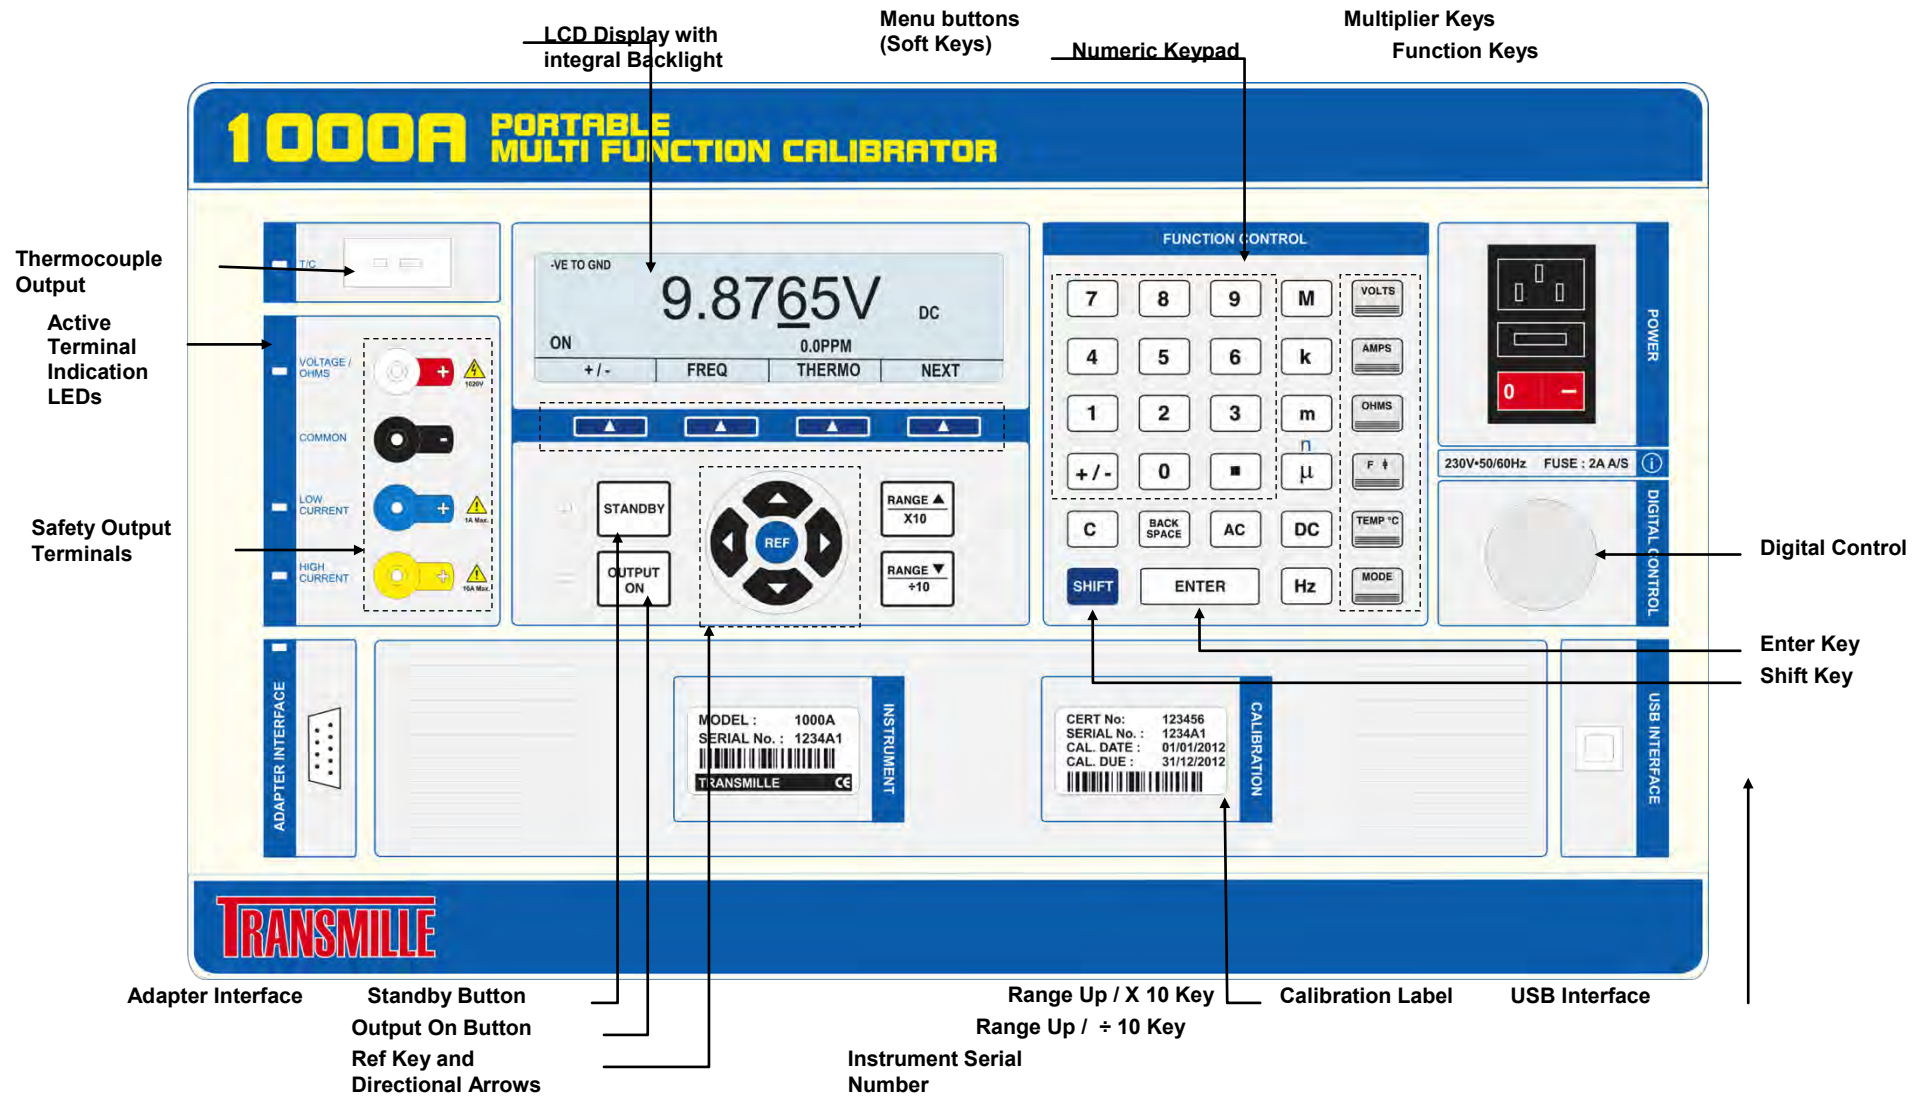 Menu buttons
(Soft Keys)
Multiplier Keys
LCD Display with
integral Backlight
Numeric Keypad
Function Keys
1000A
PORTABLE
MULTI FUNCTION CALIBRATOR
Thermocouple
Output
Active
Terminal
Indication
LEDs
Safety Output
Terminals
T/C
VOLTAGE /
OHMS
+
1020V
COMMON
-
LOW
CURRENT
+
1A Max.
HIGH
CURRENT
+
10A Max.
-VE TO GND
9.8765V
DC
ON
0.0PPM
+ / -
FREQ
THERMO
NEXT
STANDBY
OUTPUT
ON
REF
RANGE ▲
X10
RANGE ▼
÷10
FUNCTION CONTROL
7 8 9 M VOLTS
4 5 6 k AMPS
1 2 3 m OHMS
n
+ / - 0 ■ µ F
C BACK SPACE AC DC TEMP °C
SHIFT ENTER Hz MODE
POWER
0 –
230V•50/60Hz FUSE : 2A A/S i
DIGITAL CONTROL
Digital Control
Enter Key
Shift Key
ADAPTER INTERFACE
MODEL : 1000A
SERIAL No. : 1234A1
TRANSMILLE CE
INSTRUMENT
CERT No: 123456
SERIAL No. : 1234A1
CAL. DATE : 01/01/2012
CAL. DUE : 31/12/2012
CALIBRATION
USB INTERFACE
TRANSMILLE
Adapter Interface
Standby Button
Range Up / X 10 Key
Calibration Label
USB Interface
Output On Button
Range Up / ÷ 10 Key
Ref Key and
Directional Arrows
Instrument Serial
Number